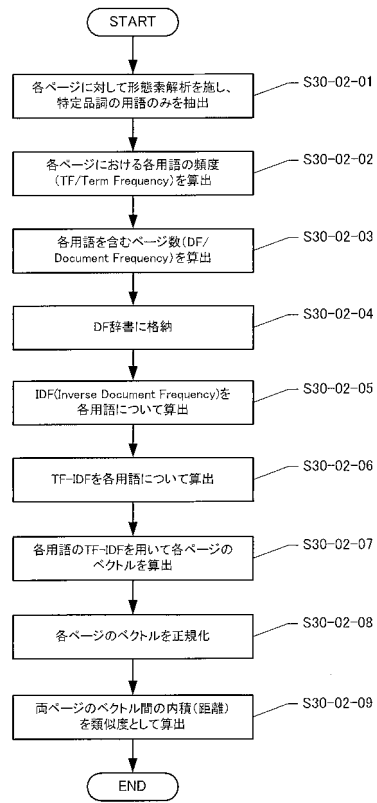 START
各ページに対して形態素解析を施し、
特定品詞の用語のみを抽出
S30-02-01
各ページにおける各用語の頻度
(TF/Term Frequency)を算出
S30-02-02
各用語を含むページ数(DF/
Document Frequency)を算出
S30-02-03
DF辞書に格納
S30-02-04
IDF(Inverse Document Frequency)を
各用語について算出
S30-02-05
TF-IDFを各用語について算出
S30-02-06
各用語のTF-IDFを用いて各ページの
ベクトルを算出
S30-02-07
各ページのベクトルを正規化
S30-02-08
両ページのベクトル間の内積(距離)
を類似度として算出
S30-02-09
END